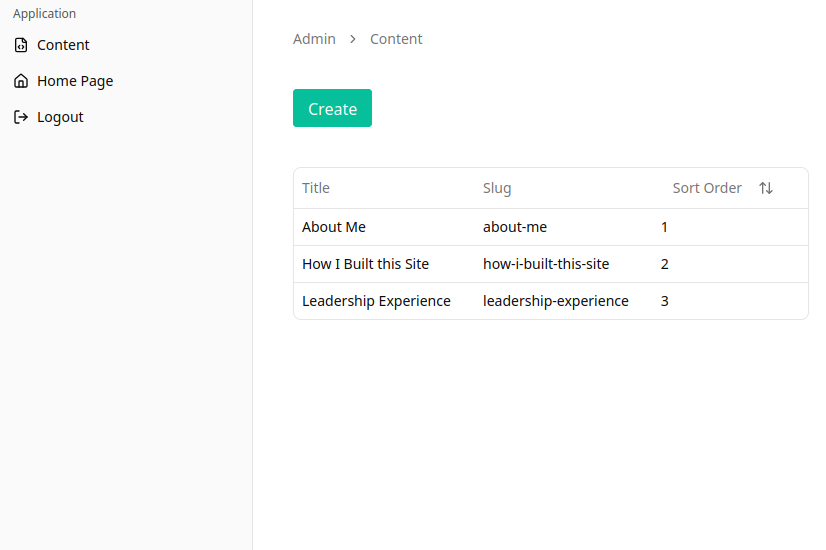 Application
Content
Home Page
Logout
Admin > Content
Create
Title Slug Sort Order
About Me about-me 1
How I Built this Site how-i-built-this-site 2
Leadership Experience leadership-experience 3